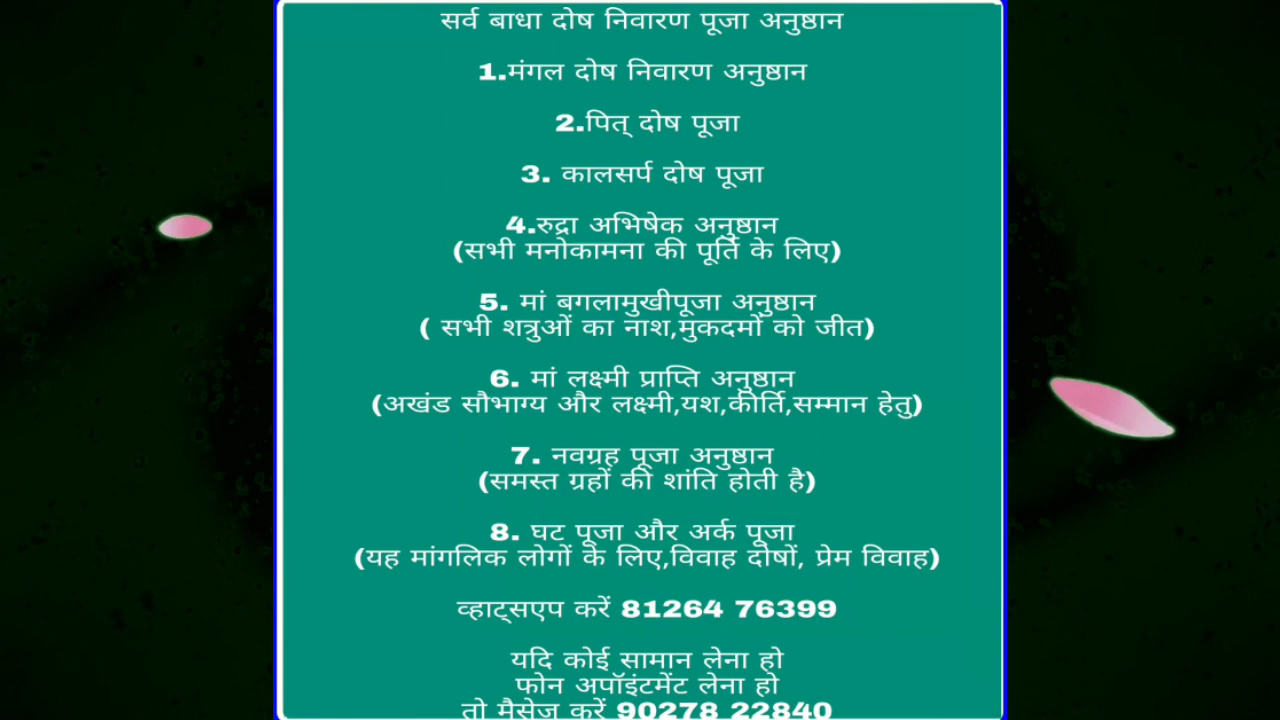 सर्व बाधा दोष निवारण पूजा अनुष्ठान
1.मंगल दोष निवारण अनुष्ठान
2.पित् दोष पूजा
3. कालसर्प दोष पूजा
4.रुद्रा अभिषेक अनुष्ठान
(सभी मनोकामना की पूर्ति के लिए)
5. मां बगलामुखीपूजा अनुष्ठान
( सभी शत्रुओं का नाश,मुकदमों को जीत)
6. मां लक्ष्मी प्राप्ति अनुष्ठान
(अखंड सौभाग्य और लक्ष्मी,यश,कीर्ति,सम्मान हेतु)
7. नवग्रह पूजा अनुष्ठान
(समस्त ग्रहों की शांति होती है)
8. घट पूजा और अर्क पूजा
(यह मांगलिक लोगों के लिए,विवाह दोषों, प्रेम विवाह)
व्हाट्सएप करें 81264 76399
यदि कोई सामान लेना हो
फोन अपॉइंटमेंट लेना हो
तो मैसेज करें 90278 22840